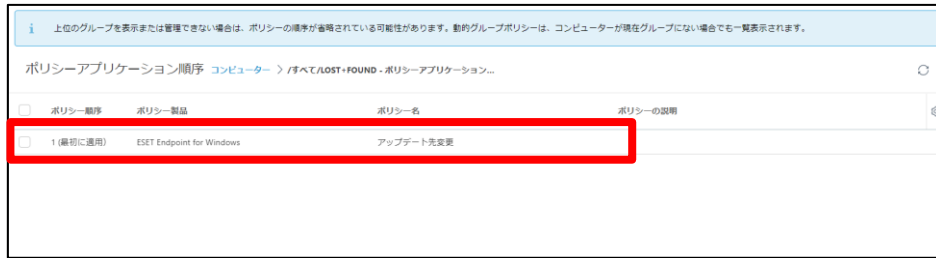 i 上位のグループを表示または管理できない場合は、ポリシーの順序が省略されている可能性があります。動的グループポリシーは、コンピューターが現在グループにない場合でも一覧表示されます。
ポリシーアプリケーション順序 コンピューター > /すべて/LOST+FOUND - ポリシーアプリケーション...
ポリシー順序 ポリシー製品 ポリシー名 ポリシーの説明
1 (最初に適用) ESET Endpoint for Windows アップデート先変更